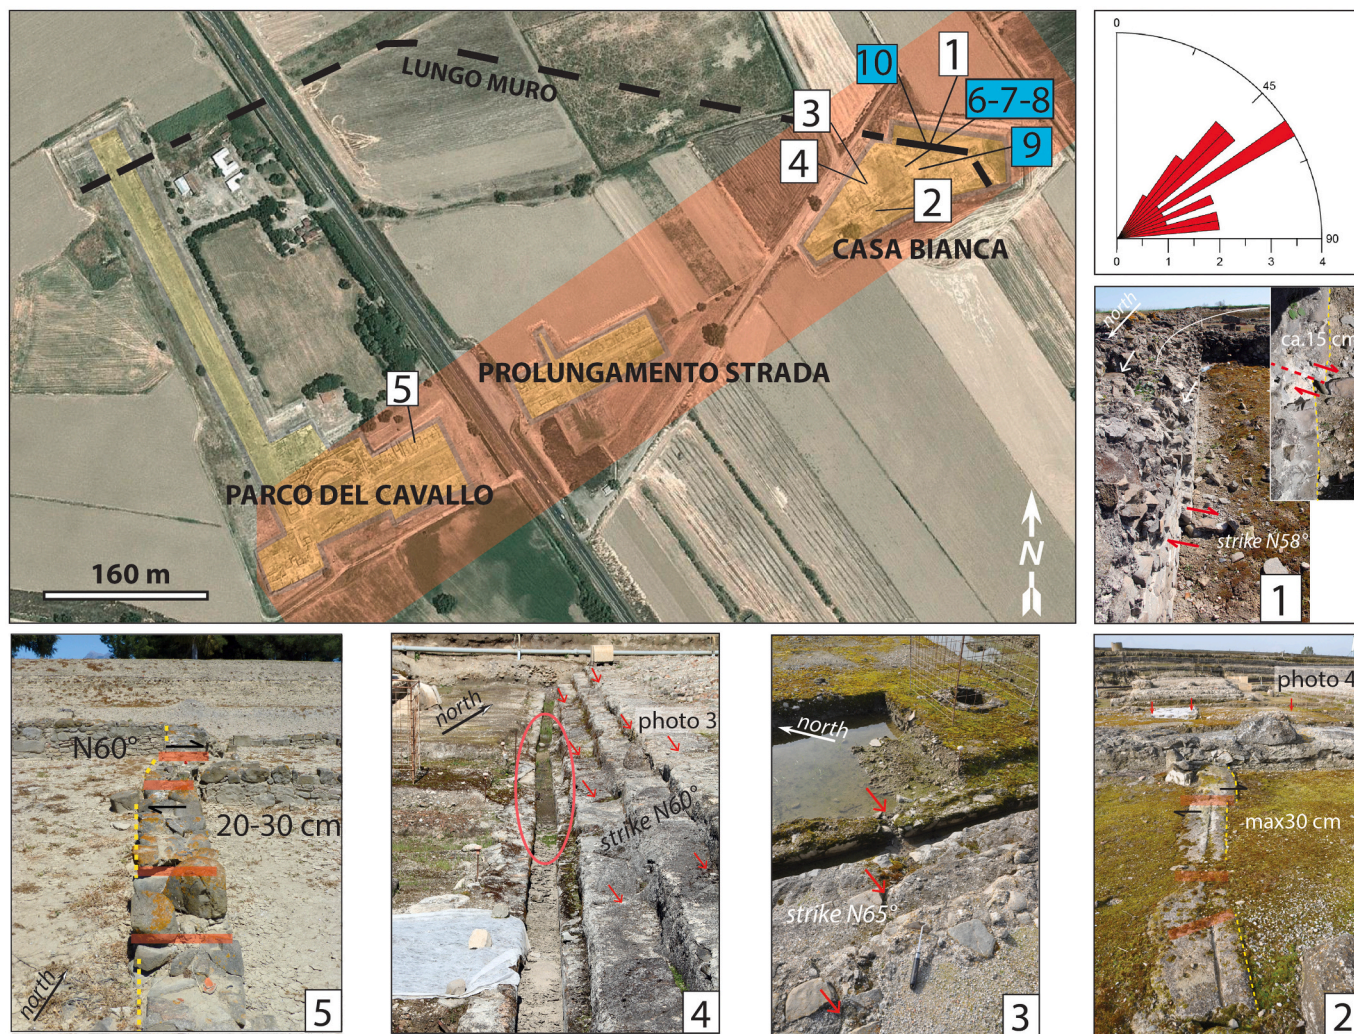 LUNGO MURO
10
1
6-7-8
3
9
4
2
CASA BIANCA
PROLUNGAMENTO STRADA
5
PARCO DEL CAVALLO
160 m
N
0
45
90
0 1 2 3 4
north
ca.15 cm
strike N58°
1
N60°
20-30 cm
north
5
north
photo 3
strike N60°
4
north
strike N65°
3
photo 4
max30 cm
2